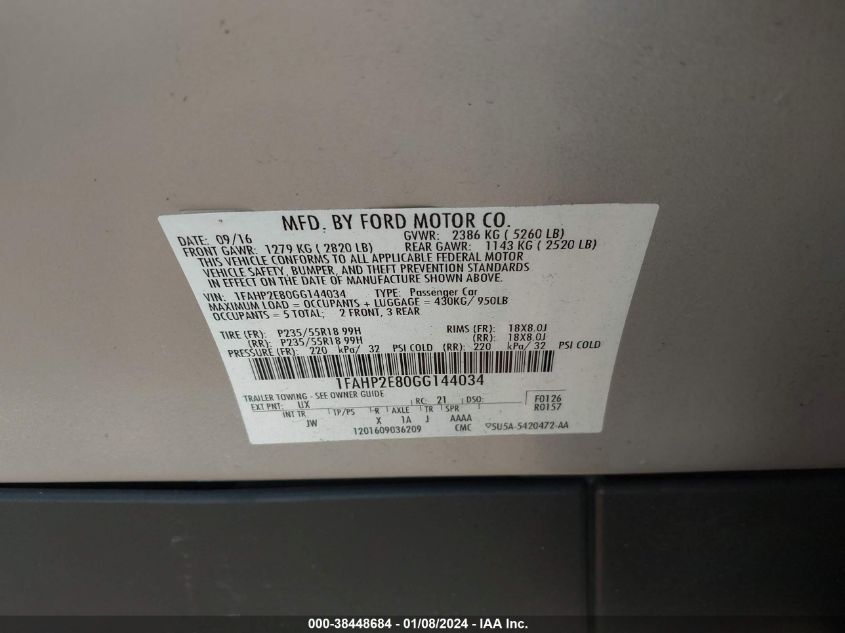 MFD. BY FORD MOTOR CO.
DATE: 09/16 GVWR: 2386 KG ( 5260 LB)
FRONT GAWR: 1279 KG ( 2820 LB) REAR GAWR: 1143 KG ( 2520 LB)
THIS VEHICLE CONFORMS TO ALL APPLICABLE FEDERAL MOTOR
VEHICLE SAFETY, BUMPER, AND THEFT PREVENTION STANDARDS
IN EFFECT ON THE DATE OF MANUFACTURE SHOWN ABOVE.
VIN: 1FAHP2E80GG144034 TYPE: Passenger Car
MAXIMUM LOAD = OCCUPANTS + LUGGAGE = 430KG/ 950LB
OCCUPANTS = 5 TOTAL; 2 FRONT, 3 REAR
TIRE (FR): P235/55R18 99H RIMS (FR): 18X8.0J
(RR): P235/55R18 99H (RR): 18X8.0J
PRESSURE (FR): 220 kPa/ 32 PSI COLD (RR): 220 kPa/ 32 PSI COLD
1FAHP2E80GG144034
TRAILER TOWING - SEE OWNER GUIDE
EXT PNT: UX RC: 21 DSO: F0126
INT TR TP/PS R AXLE TR SPR R0157
JW X 1A J AAAA
1201609036209 CMC 5U5A-5420472-AA
000-38448684 - 01/08/2024 - IAA Inc.